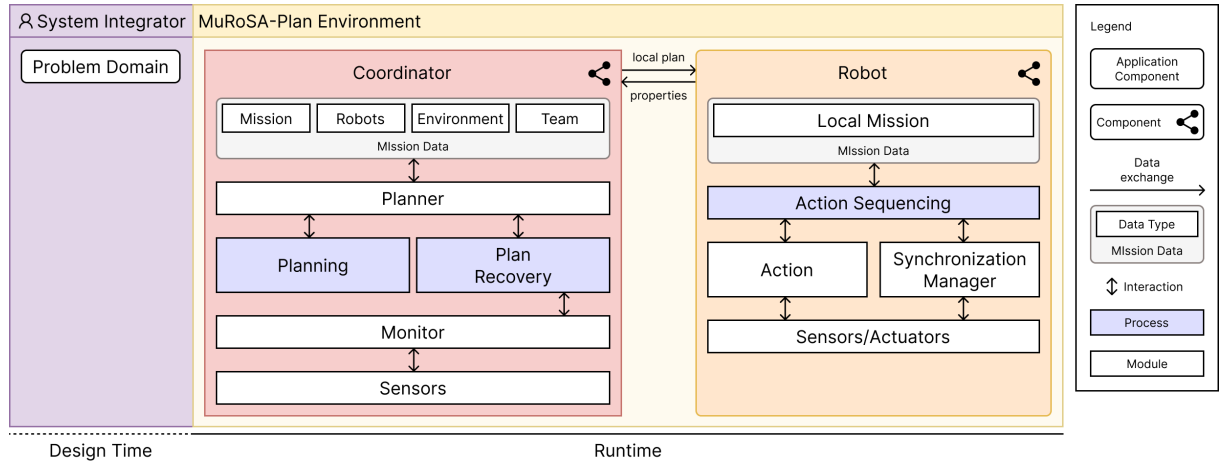 System Integrator
MuRoSA-Plan Environment
Problem Domain
Coordinator
Mission
Robots
Environment
Team
MIssion Data
Planner
Planning
Plan
Recovery
Monitor
Sensors
local plan
properties
Robot
Local Mission
MIssion Data
Action Sequencing
Action
Synchronization
Manager
Sensors/Actuators
Design Time
Runtime
Legend
Application
Component
Component
Data
exchange
Data Type
MIssion Data
Interaction
Process
Module